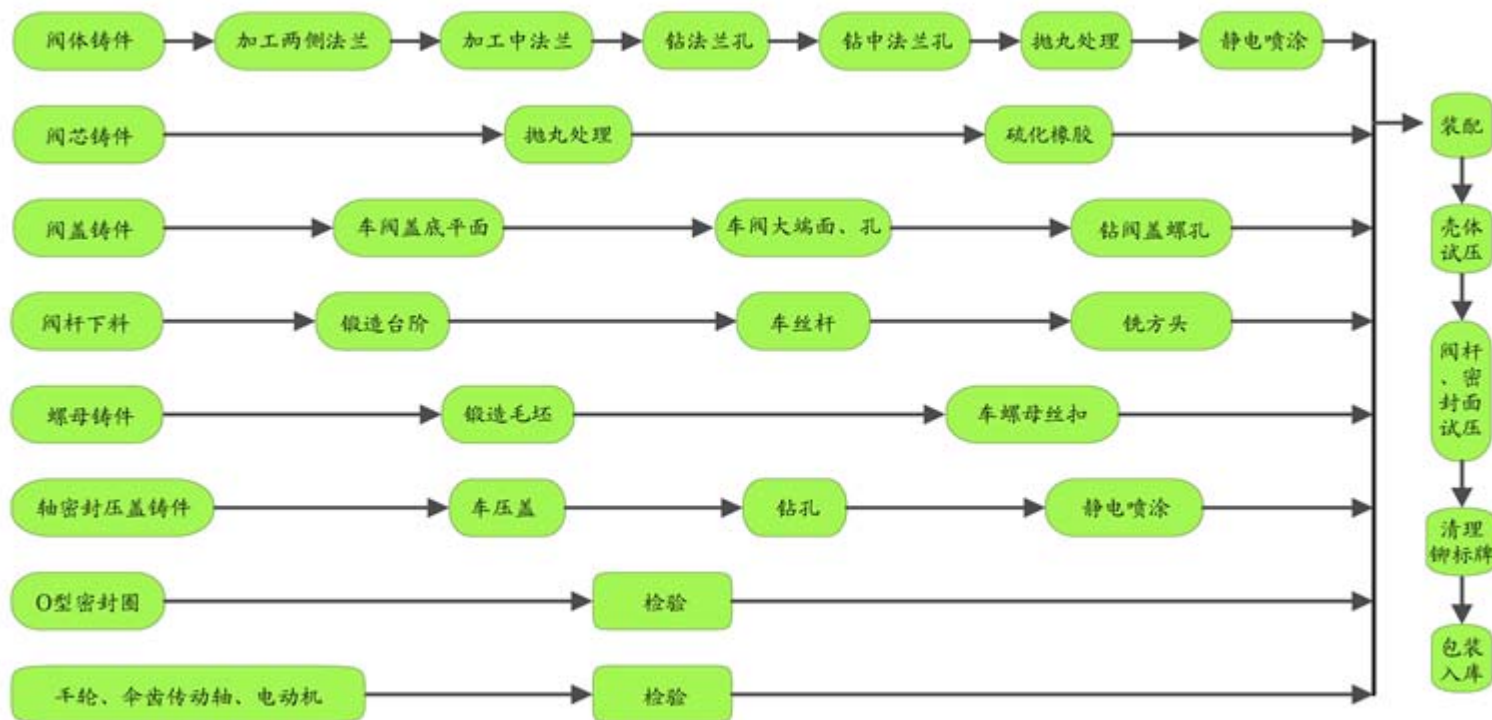 阀体铸件
加工两侧法兰
加工中法兰
钻法兰孔
钻中法兰孔
抛丸处理
静电喷涂
阀芯铸件
抛丸处理
硫化橡胶
阀盖铸件
车阀盖底平面
车阀大端面、孔
钻阀盖螺孔
阀杆下料
锻造台阶
车丝杆
铣方头
螺母铸件
锻造毛坯
车螺母丝扣
轴密封压盖铸件
车压盖
钻孔
静电喷涂
O型密封圈
检验
手轮、伞齿传动轴、电动机
检验
装配
壳体
试压
阀杆
、密
封面
试压
清理
铆标牌
包装
入库